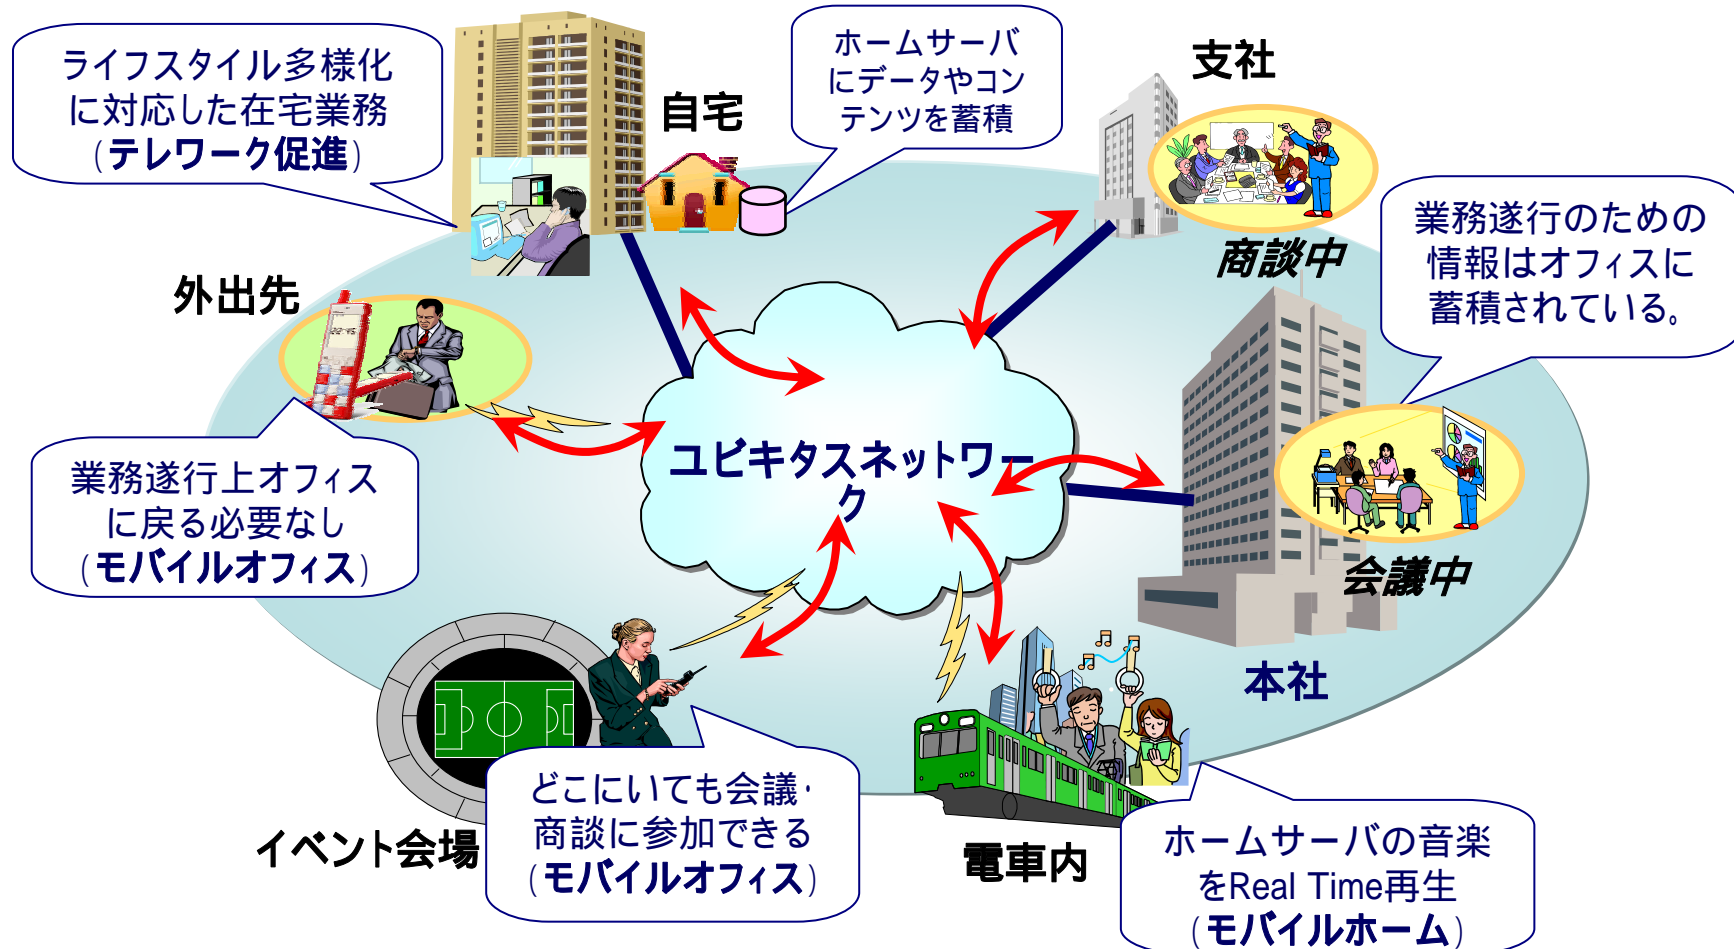 ライフスタイル多様化
に対応した在宅業務
(テレワーク促進)
自宅
ホームサーバ
にデータやコン
テンツを蓄積
支社
商談中
業務遂行のための
情報はオフィスに
蓄積されている。
外出先
22:45
業務遂行上オフィス
に戻る必要なし
(モバイルオフィス)
ユビキタスネットワー
ク
会議中
本社
イベント会場
どこにいても会議・
商談に参加できる
(モバイルオフィス)
電車内
ホームサーバの音楽
をReal Time再生
(モバイルホーム)